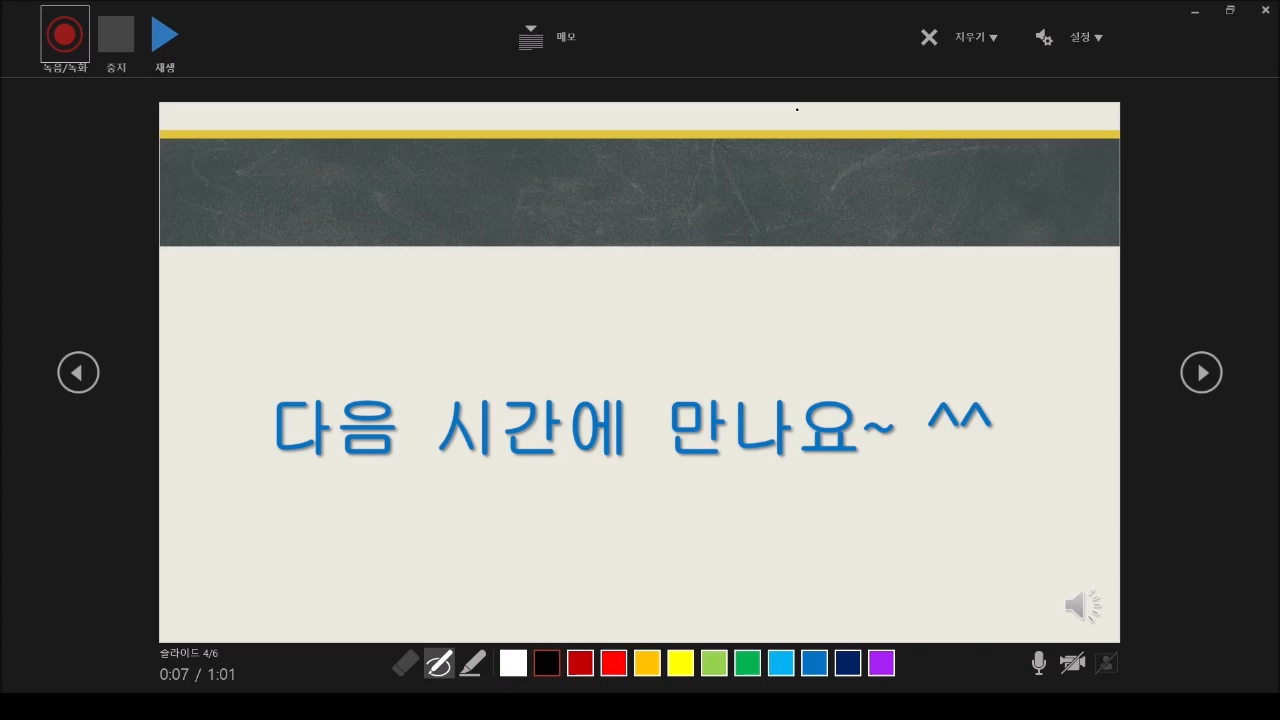 메모
지우기
설정
녹음/녹화
중지
재생
다음 시간에 만나요~ ^^
슬라이드 4/6
0:07 / 1:01